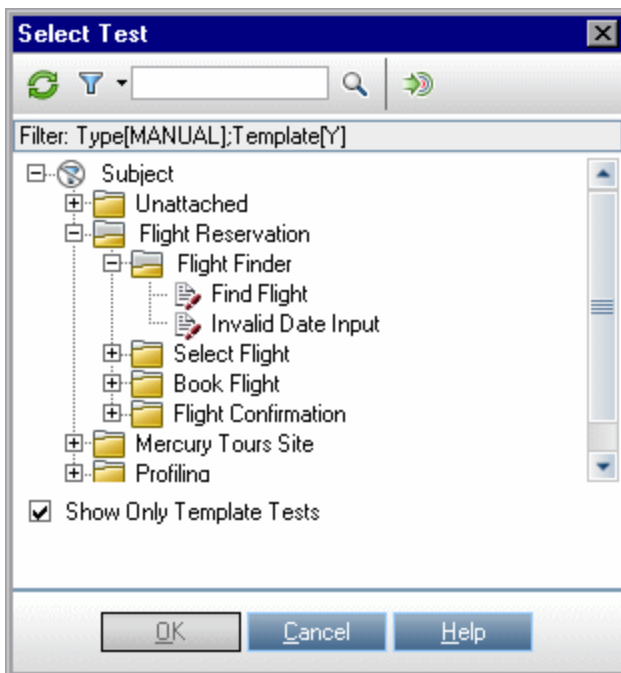 Select Test
Filter: Type[MANUAL];Template[Y]
Subject
Unattached
Flight Reservation
Flight Finder
Find Flight
Invalid Date Input
Select Flight
Book Flight
Flight Confirmation
Mercury Tours Site
Profiling
Show Only Template Tests
OK Cancel Help